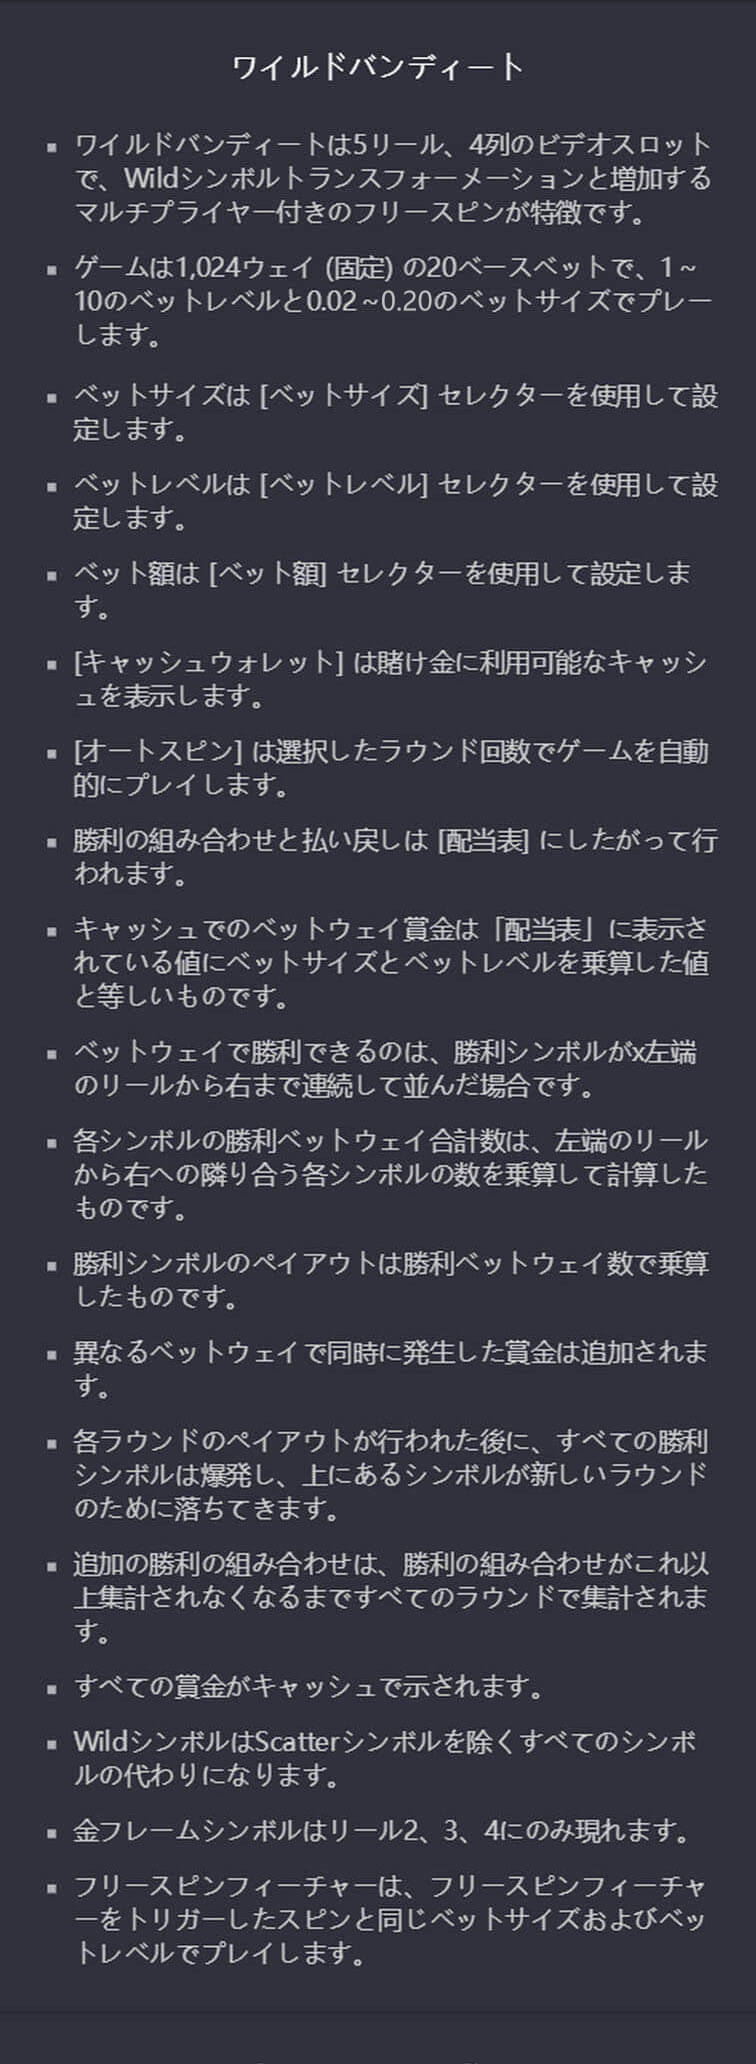 ワイルドバンディート
▪ ワイルドバンディートは5リール、4列のビデオスロット
で、Wildシンボルトランスフォーメーションと増加する
マルチプライヤー付きのフリースピンが特徴です。
▪ ゲームは1,024ウェイ (固定) の20ベースベットで、1～
10のベットレベルと0.02～0.20のベットサイズでプレー
します。
▪ ベットサイズは [ベットサイズ] セレクターを使用して設
定します。
▪ ベットレベルは [ベットレベル] セレクターを使用して設
定します。
▪ ベット額は [ベット額] セレクターを使用して設定しま
す。
▪ [キャッシュウォレット] は賭け金に利用可能なキャッシ
ュを表示します。
▪ [オートスピン] は選択したラウンド回数でゲームを自動
的にプレイします。
▪ 勝利の組み合わせと払い戻しは [配当表] にしたがって行
われます。
▪ キャッシュでのベットウェイ賞金は「配当表」に表示さ
れている値にベットサイズとベットレベルを乗算した値
と等しいものです。
▪ ベットウェイで勝利できるのは、勝利シンボルがx左端
のリールから右まで連続して並んだ場合です。
▪ 各シンボルの勝利ベットウェイ合計数は、左端のリール
から右への隣り合う各シンボルの数を乗算して計算した
ものです。
▪ 勝利シンボルのペイアウトは勝利ベットウェイ数で乗算
したものです。
▪ 異なるベットウェイで同時に発生した賞金は追加されま
す。
▪ 各ラウンドのペイアウトが行われた後に、すべての勝利
シンボルは爆発し、上にあるシンボルが新しいラウンド
のために落ちてきます。
▪ 追加の勝利の組み合わせは、勝利の組み合わせがこれ以
上集計されなくなるまですべてのラウンドで集計されま
す。
▪ すべての賞金がキャッシュで示されます。
▪ WildシンボルはScatterシンボルを除くすべてのシンボ
ルの代わりになります。
▪ 金フレームシンボルはリール2、3、4にのみ現れます。
▪ フリースピンフィーチャーは、フリースピンフィーチャ
ーをトリガーしたスピンと同じベットサイズおよびベッ
トレベルでプレイします。